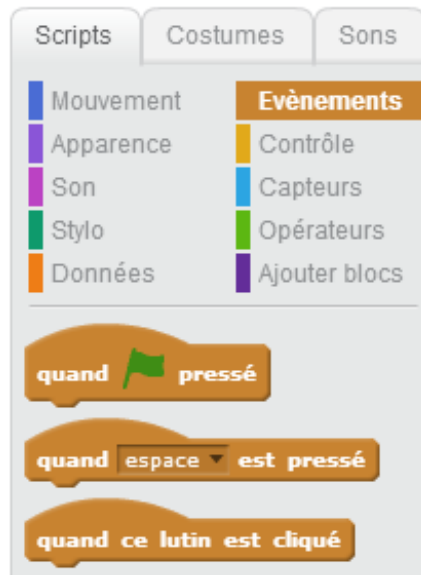 Scripts Costumes Sons
Mouvement Evènements
Apparence Contrôle
Son Capteurs
Stylo Opérateurs
Données Ajouter blocs
quand pressé
quand espace est pressé
quand ce lutin est cliqué